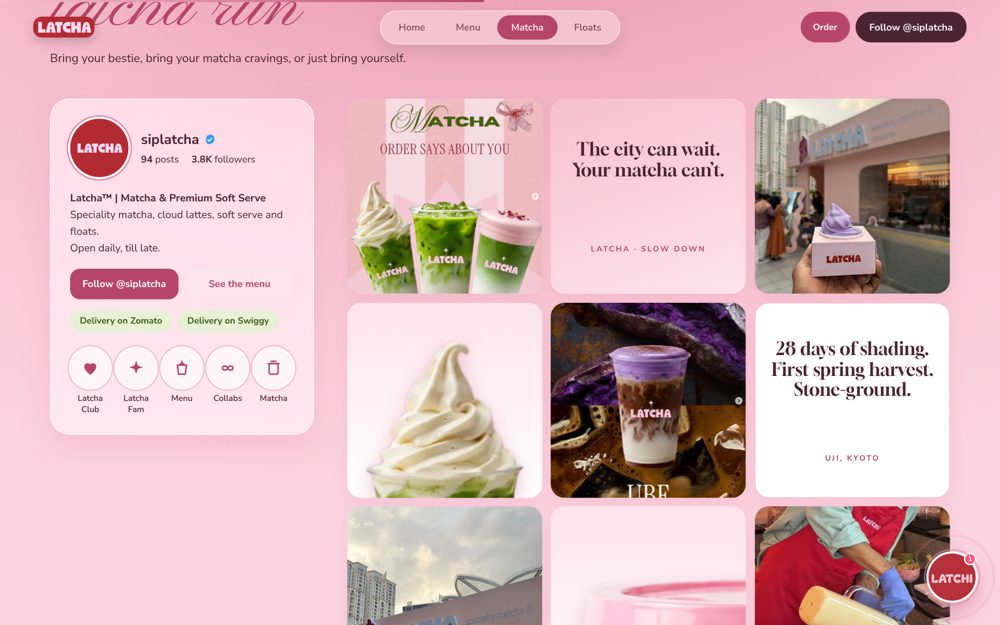 latcha run
LATCHA
Home
Menu
Matcha
Floats
Order
Follow @siplatcha
Bring your bestie, bring your matcha cravings, or just bring yourself.
LATCHA
siplatcha
94 posts 3.8K followers
Latcha™ | Matcha & Premium Soft Serve
Speciality matcha, cloud lattes, soft serve and
floats.
Open daily, till late.
Follow @siplatcha
See the menu
Delivery on Zomato
Delivery on Swiggy
Latcha
Club
Latcha
Fam
Menu
Collabs
Matcha
MATCHA
ORDER SAYS ABOUT YOU
LATCHA
LATCHA
LATCHA
The city can wait.
Your matcha can't.
LATCHA · SLOW DOWN
LATCHA
LATCHA
LATCHA
UBE
28 days of shading.
First spring harvest.
Stone-ground.
UJI, KYOTO
speciality matcha &
LATCHA
LATCHI
1